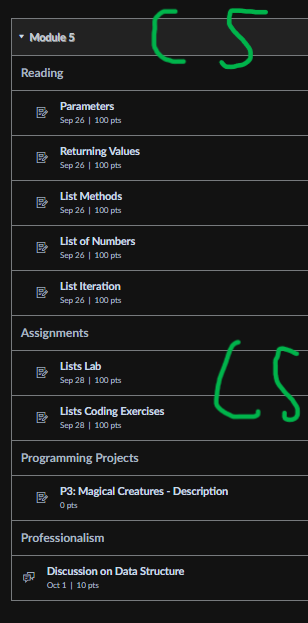 Module 5 CS
Reading
Parameters
Sep 26 | 100 pts
Returning Values
Sep 26 | 100 pts
List Methods
Sep 26 | 100 pts
List of Numbers
Sep 26 | 100 pts
List Iteration
Sep 26 | 100 pts
Assignments
Lists Lab
Sep 28 | 100 pts
CS
Lists Coding Exercises
Sep 28 | 100 pts
Programming Projects
P3: Magical Creatures - Description
0 pts
Professionalism
Discussion on Data Structure
Oct 1 | 10 pts